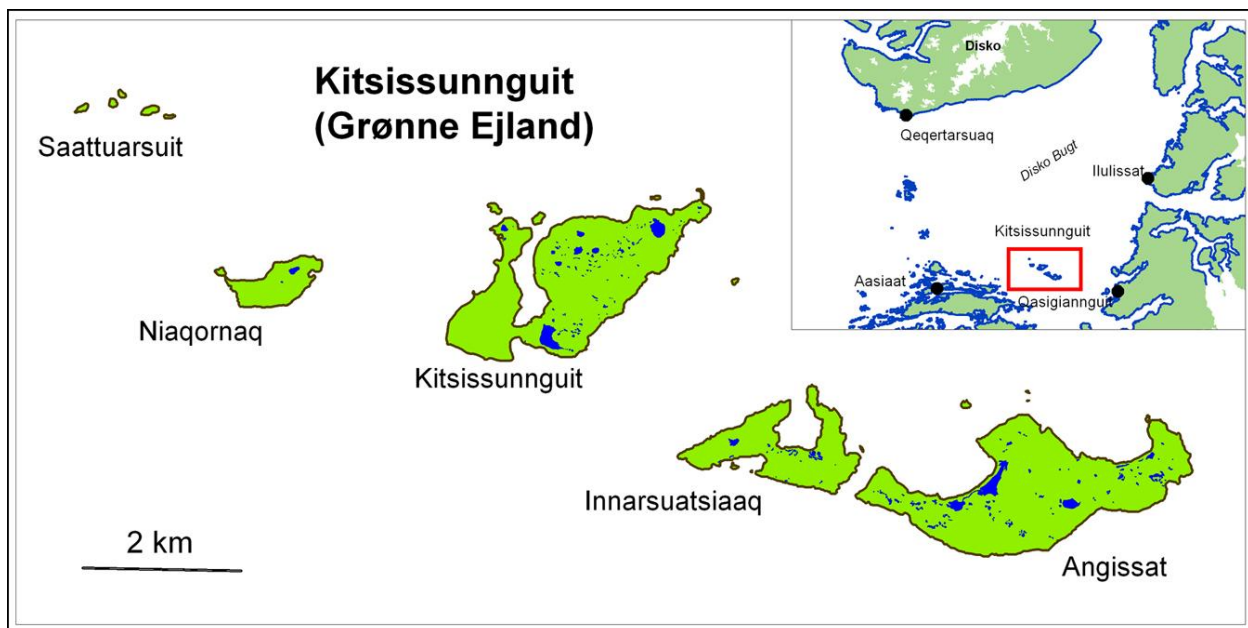 Kitsissunnguit
(Grønne Ejland)
Saattuarsuit
Niaqornaq
Kitsissunnguit
Innarsuatsiaaq
Angissat
2 km
Disko
Qeqertarsuaq
Disko Bugt
Ilulissat
Kitsissunnguit
Aasiaat
Qasigiannguit